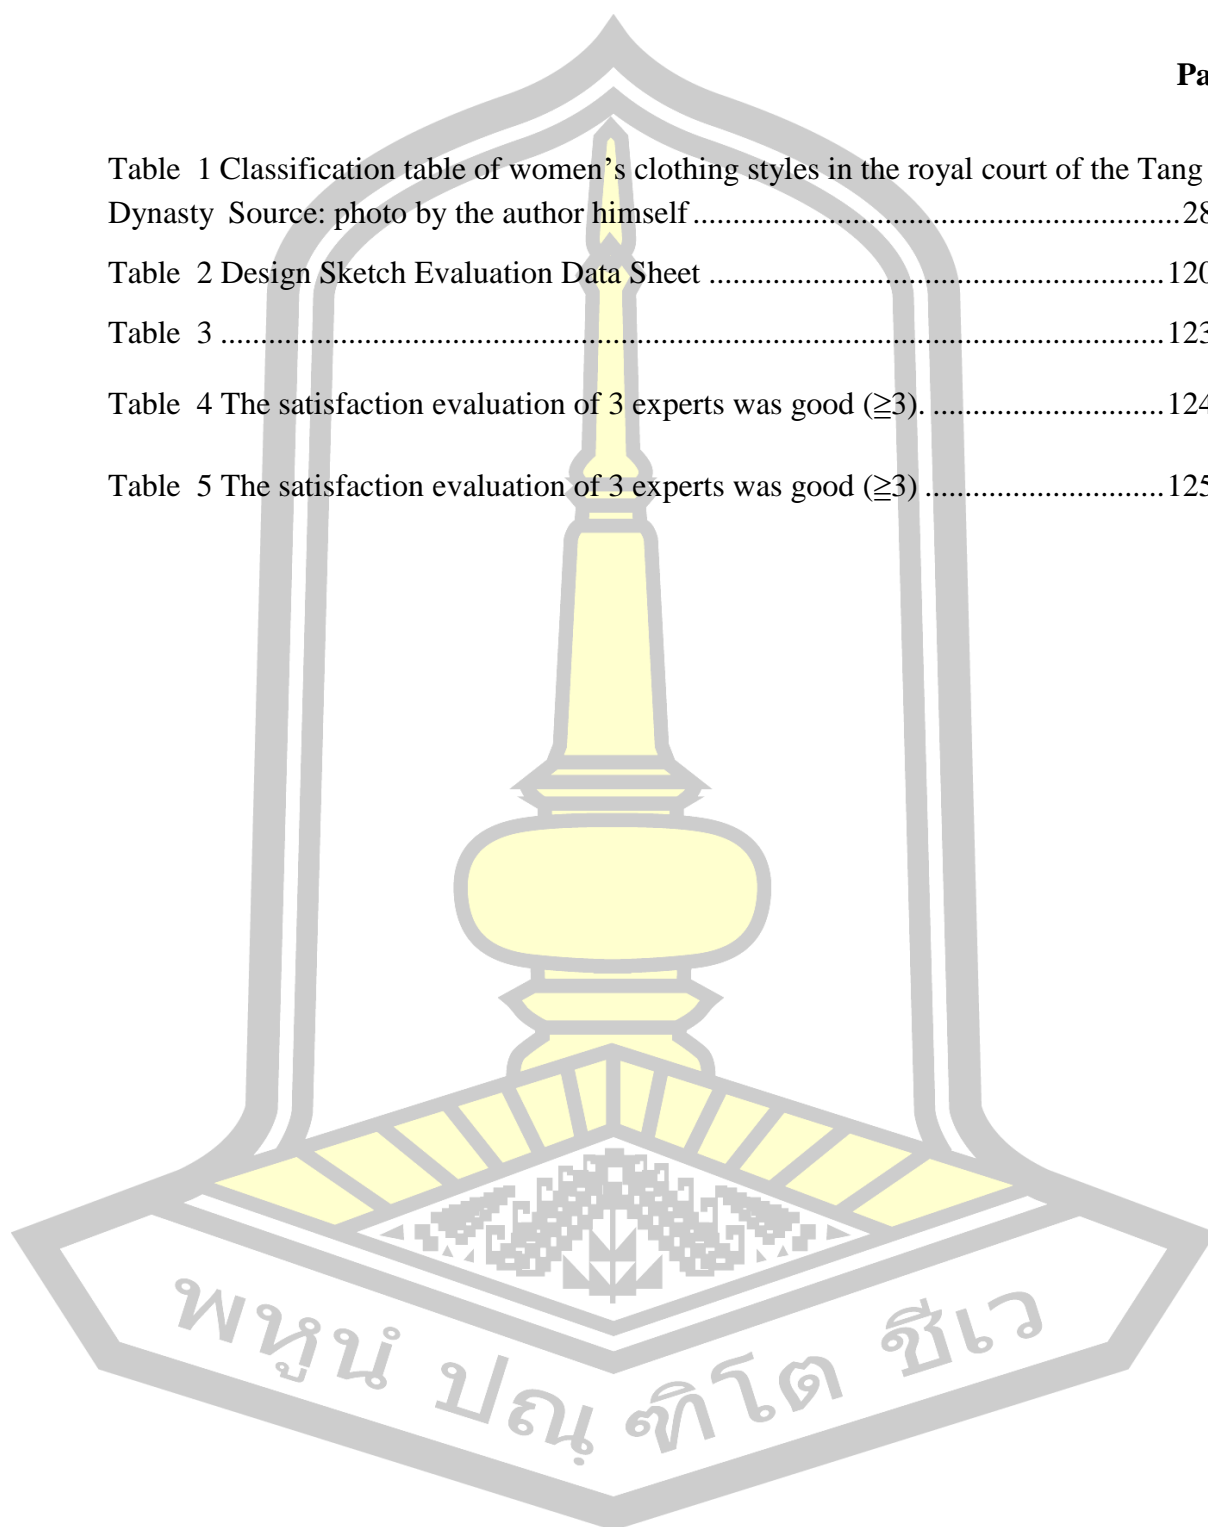 Pa
Table 1 Classification table of women’s clothing styles in the royal court of the Tang
Dynasty Source: photo by the author himself ............................................................ 28
Table 2 Design Sketch Evaluation Data Sheet ........................................................ 120
Table 3 .................................................................................................................... 123
Table 4 The satisfaction evaluation of 3 experts was good (≧3). ............................. 124
Table 5 The satisfaction evaluation of 3 experts was good (≧3) .............................. 125
พหูนํ ปณฺฑิโต ชีเว